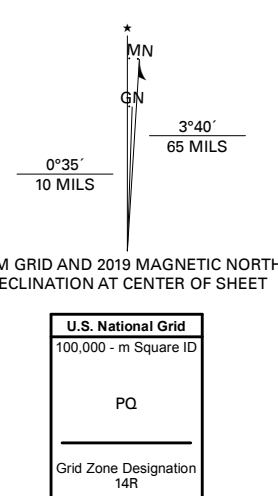 ★
MN
GN
3°40´
65 MILS
0°35´
10 MILS
M GRID AND 2019 MAGNETIC NORTH
ECLINATION AT CENTER OF SHEET
U.S. National Grid
100,000 - m Square ID
PQ
Grid Zone Designation
14R